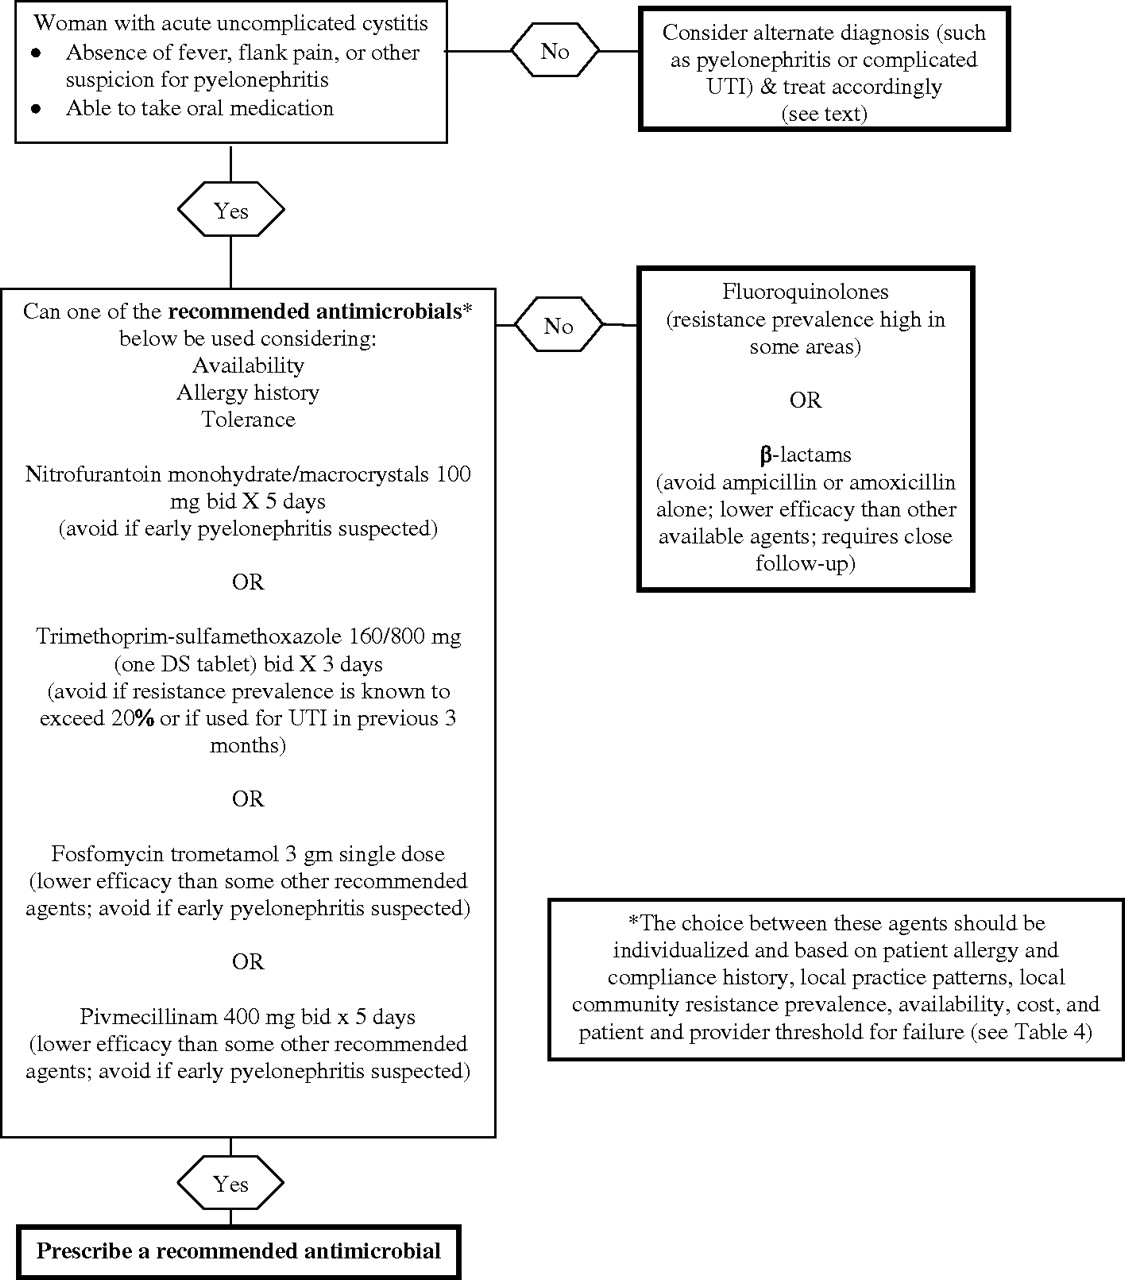 Woman with acute uncomplicated cystitis
● Absence of fever, flank pain, or other
suspicion for pyelonephritis
● Able to take oral medication
No
Consider alternate diagnosis (such
as pyelonephritis or complicated
UTI) & treat accordingly
(see text)
Yes
Can one of the recommended antimicrobials*
below be used considering:
Availability
Allergy history
Tolerance
Nitrofurantoin monohydrate/macrocrystals 100
mg bid X 5 days
(avoid if early pyelonephritis suspected)
OR
Trimethoprim-sulfamethoxazole 160/800 mg
(one DS tablet) bid X 3 days
(avoid if resistance prevalence is known to
exceed 20% or if used for UTI in previous 3
months)
OR
Fosfomycin trometamol 3 gm single dose
(lower efficacy than some other recommended
agents; avoid if early pyelonephritis suspected)
OR
Pivmecillinam 400 mg bid x 5 days
(lower efficacy than some other recommended
agents; avoid if early pyelonephritis suspected)
No
Fluoroquinolones
(resistance prevalence high in
some areas)
OR
β-lactams
(avoid ampicillin or amoxicillin
alone; lower efficacy than other
available agents; requires close
follow-up)
*The choice between these agents should be
individualized and based on patient allergy and
compliance history, local practice patterns, local
community resistance prevalence, availability, cost, and
patient and provider threshold for failure (see Table 4)
Yes
Prescribe a recommended antimicrobial